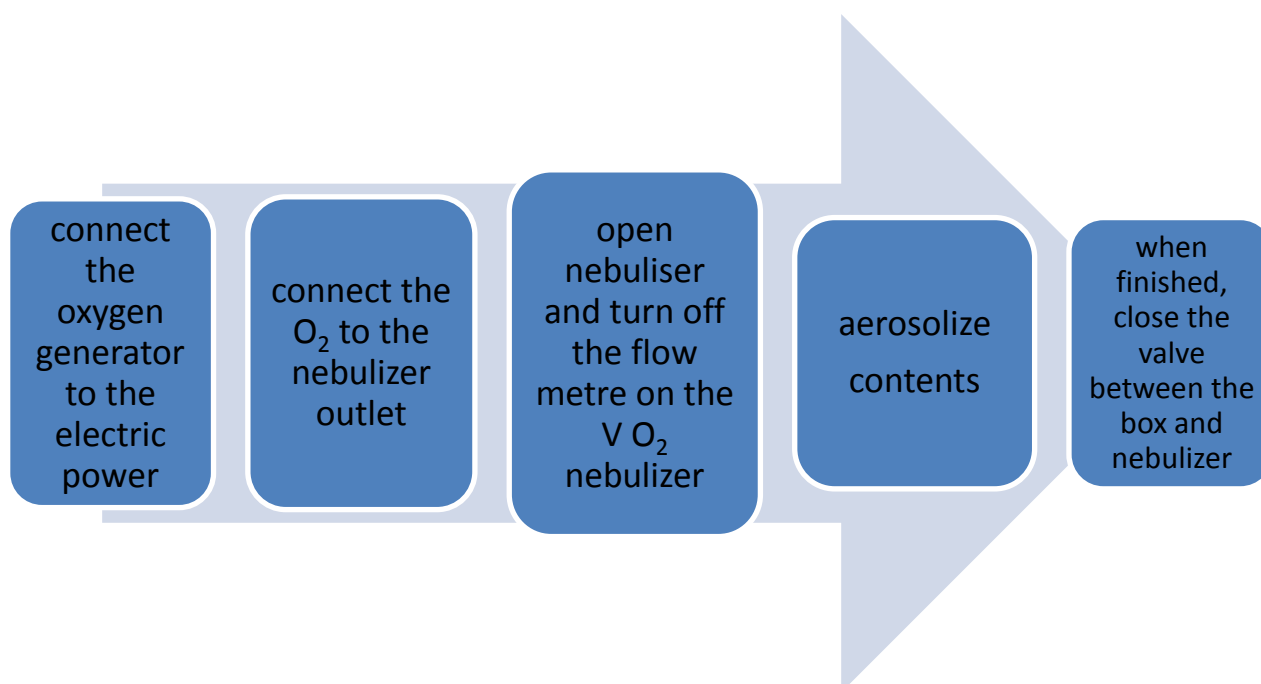 connect
the
oxygen
generator
to the
electric
power
connect the
O₂ to the
nebulizer
outlet
open
nebuliser
and turn off
the flow
metre on the
V O₂
nebulizer
aerosolize
contents
when
finished,
close the
valve
between the
box and
nebulizer